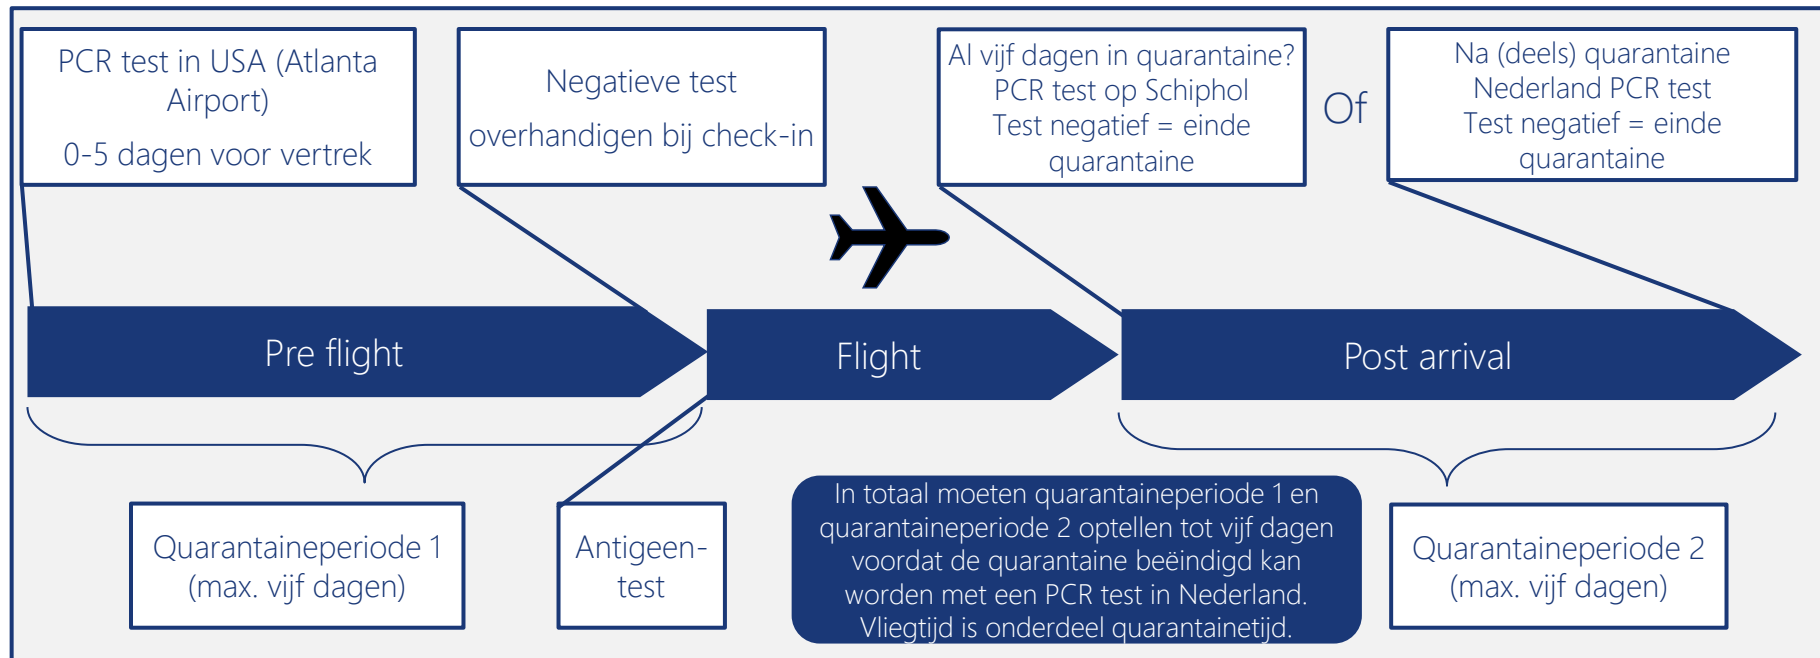 PCR test in USA (Atlanta
Airport)
0-5 dagen voor vertrek
Negatieve test
overhandigen bij check-in
Al vijf dagen in quarantaine?
PCR test op Schiphol
Test negatief = einde
quarantaine
Of
Na (deels) quarantaine
Nederland PCR test
Test negatief = einde
quarantaine
Pre flight
Flight
Post arrival
Quarantaineperiode 1
(max. vijf dagen)
Antigeen-
test
In totaal moeten quarantaineperiode 1 en
quarantaineperiode 2 optellen tot vijf dagen
voordat de quarantaine beëindigd kan
worden met een PCR test in Nederland.
Vliegtijd is onderdeel quarantainetijd.
Quarantaineperiode 2
(max. vijf dagen)